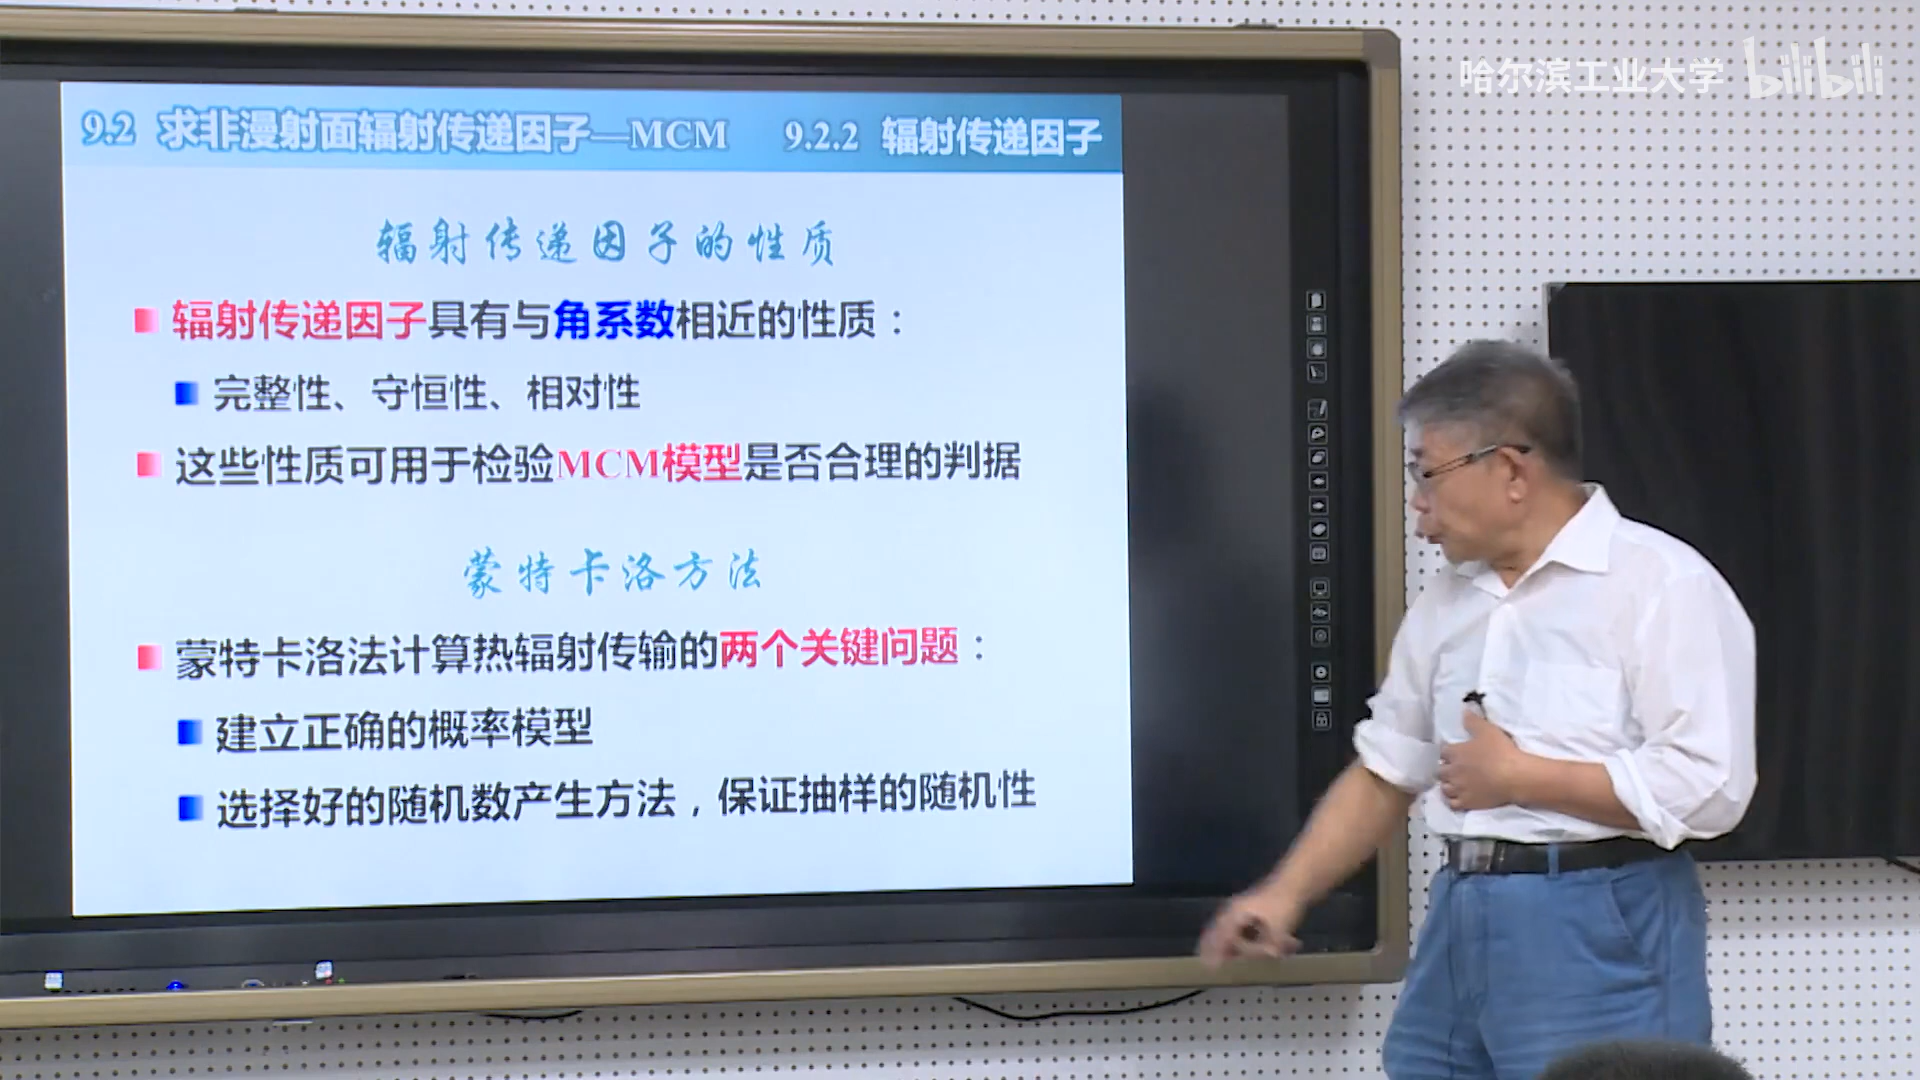 哈尔滨工业大学 bilibili
9.2 求非漫射面辐射传递因子—MCM 9.2.2 辐射传递因子
辐射传递因子的性质
辐射传递因子具有与角系数相近的性质：
完整性、守恒性、相对性
这些性质可用于检验MCM模型是否合理的判据
蒙特卡洛方法
蒙特卡洛法计算热辐射传输的两个关键问题：
建立正确的概率模型
选择好的随机数产生方法，保证抽样的随机性